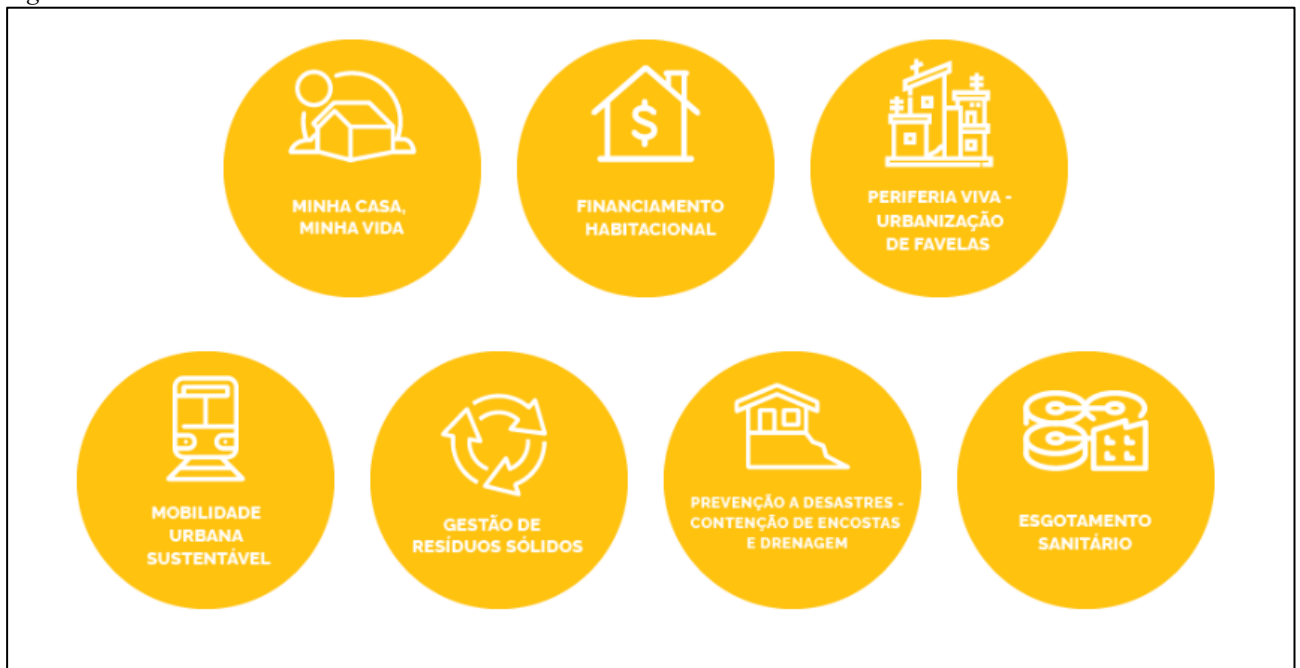 MINHA CASA,
MINHA VIDA
FINANCIAMENTO
HABITACIONAL
PERIFERIA VIVA -
URBANIZAÇÃO
DE FAVELAS
MOBILIDADE
URBANA
SUSTENTÁVEL
GESTÃO DE
RESÍDUOS SÓLIDOS
PREVENÇÃO A DESASTRES -
CONTENÇÃO DE ENCOSTAS
E DRENAGEM
ESGOTAMENTO
SANITÁRIO